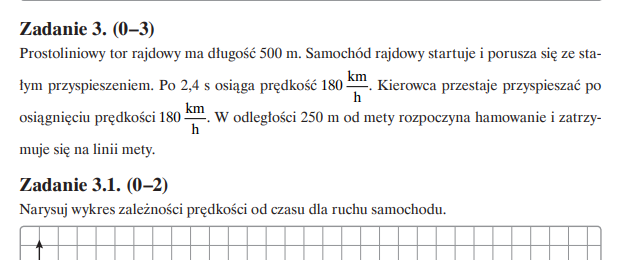 Zadanie 3. (0–3)
Prostoliniowy tor rajdowy ma długość 500 m. Samochód rajdowy startuje i porusza się ze sta-
łym przyspieszeniem. Po 2,4 s osiąga prędkość 180 km/h. Kierowca przestaje przyspieszać po
osiągnięciu prędkości 180 km/h. W odległości 250 m od mety rozpoczyna hamowanie i zatrzy-
muje się na linii mety.
Zadanie 3.1. (0–2)
Narysuj wykres zależności prędkości od czasu dla ruchu samochodu.